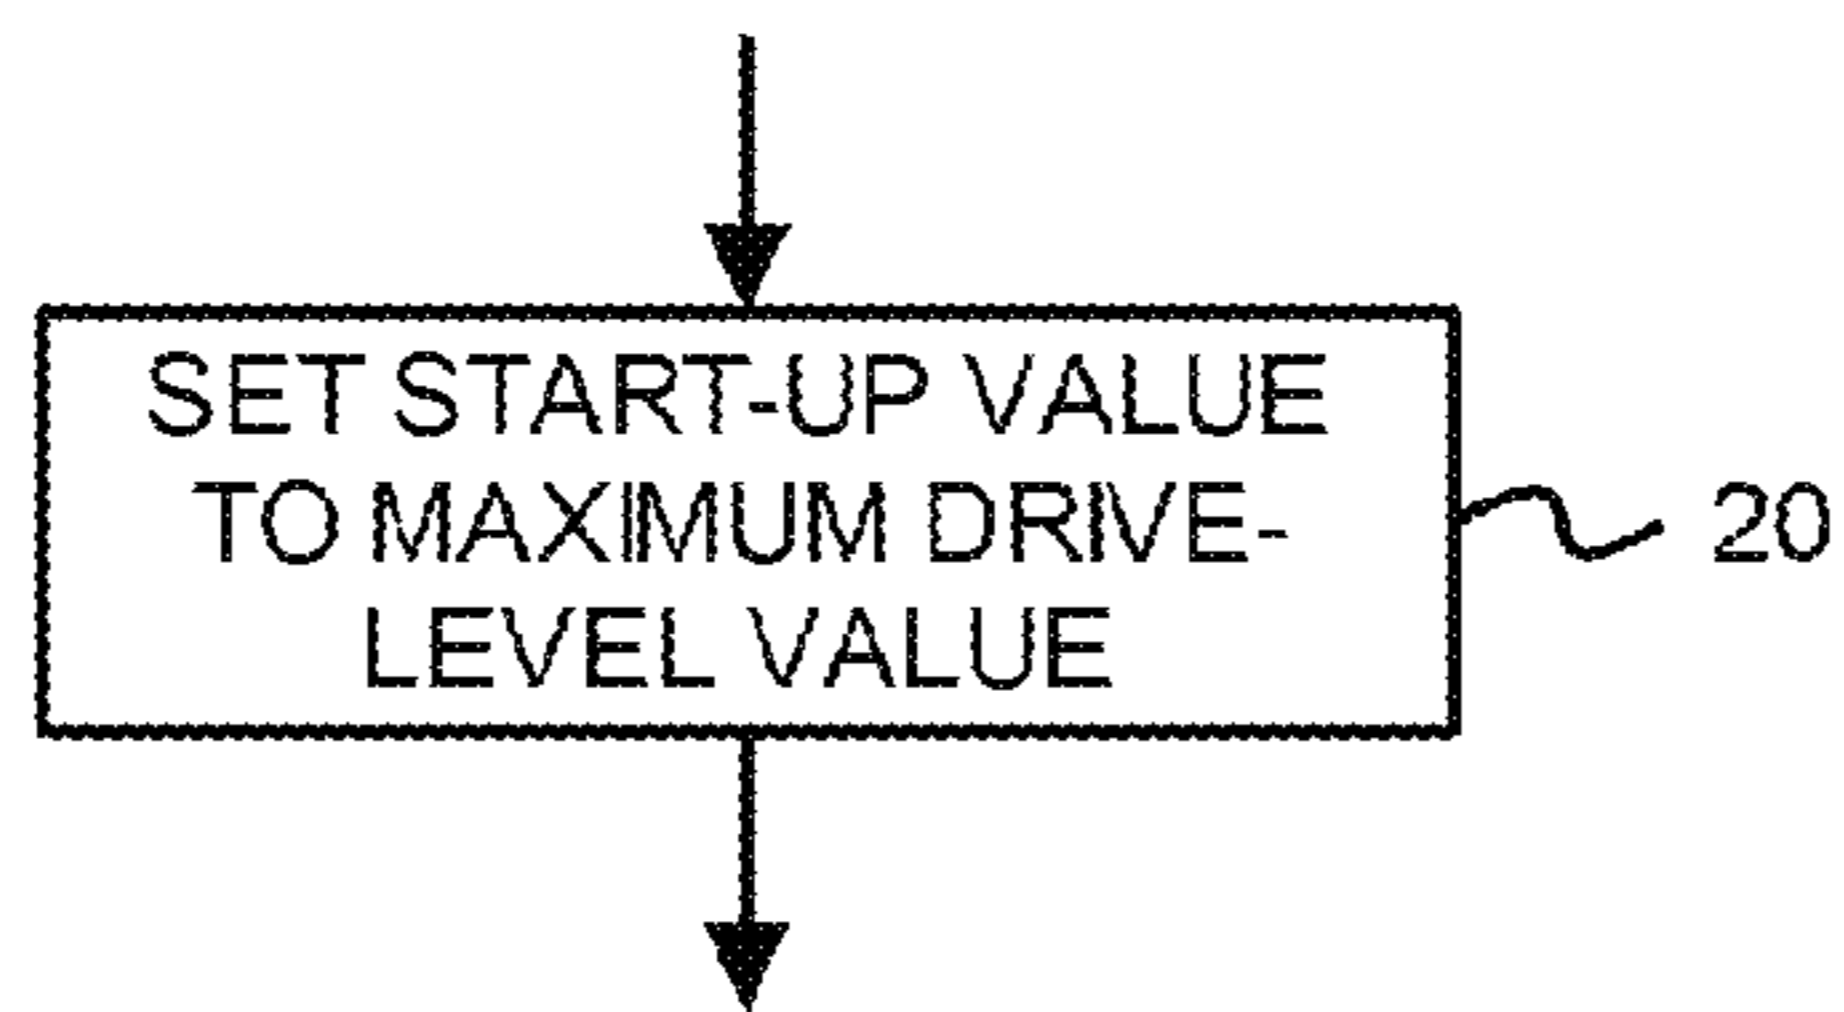 SET START-UP VALUE
TO MAXIMUM DRIVE-
LEVEL VALUE
20